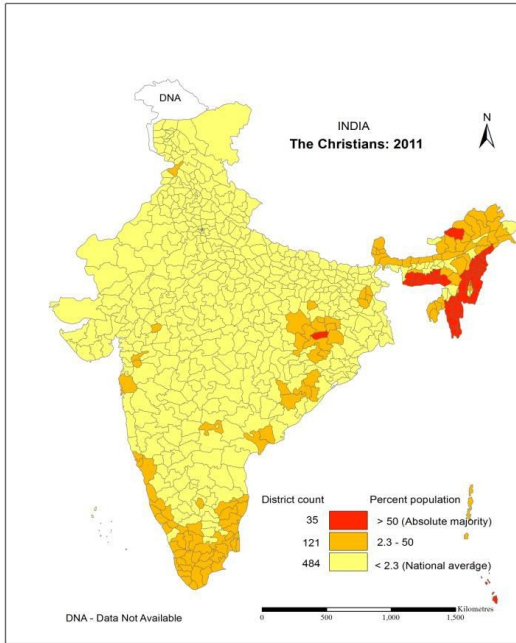 DNA
INDIA
The Christians: 2011
N
District count Percent population
35 > 50 (Absolute majority)
121 2.3 - 50
484 < 2.3 (National average)
DNA - Data Not Available
0 500 1,000 1,500 Kilometres